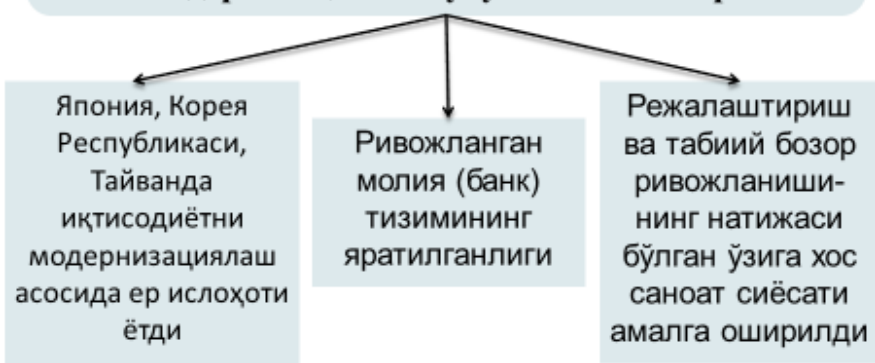 Япония, Корея
Республикаси,
Тайванда
иқтисодиётни
модернизациялаш
асосида ер ислоҳоти
ётди
Ривожланган
молия (банк)
тизимининг
яратилганлиги
Режалаштириш
ва табиий бозор
ривожланиши-
нинг натижаси
бўлган ўзига хос
саноат сиёсати
амалга оширилди